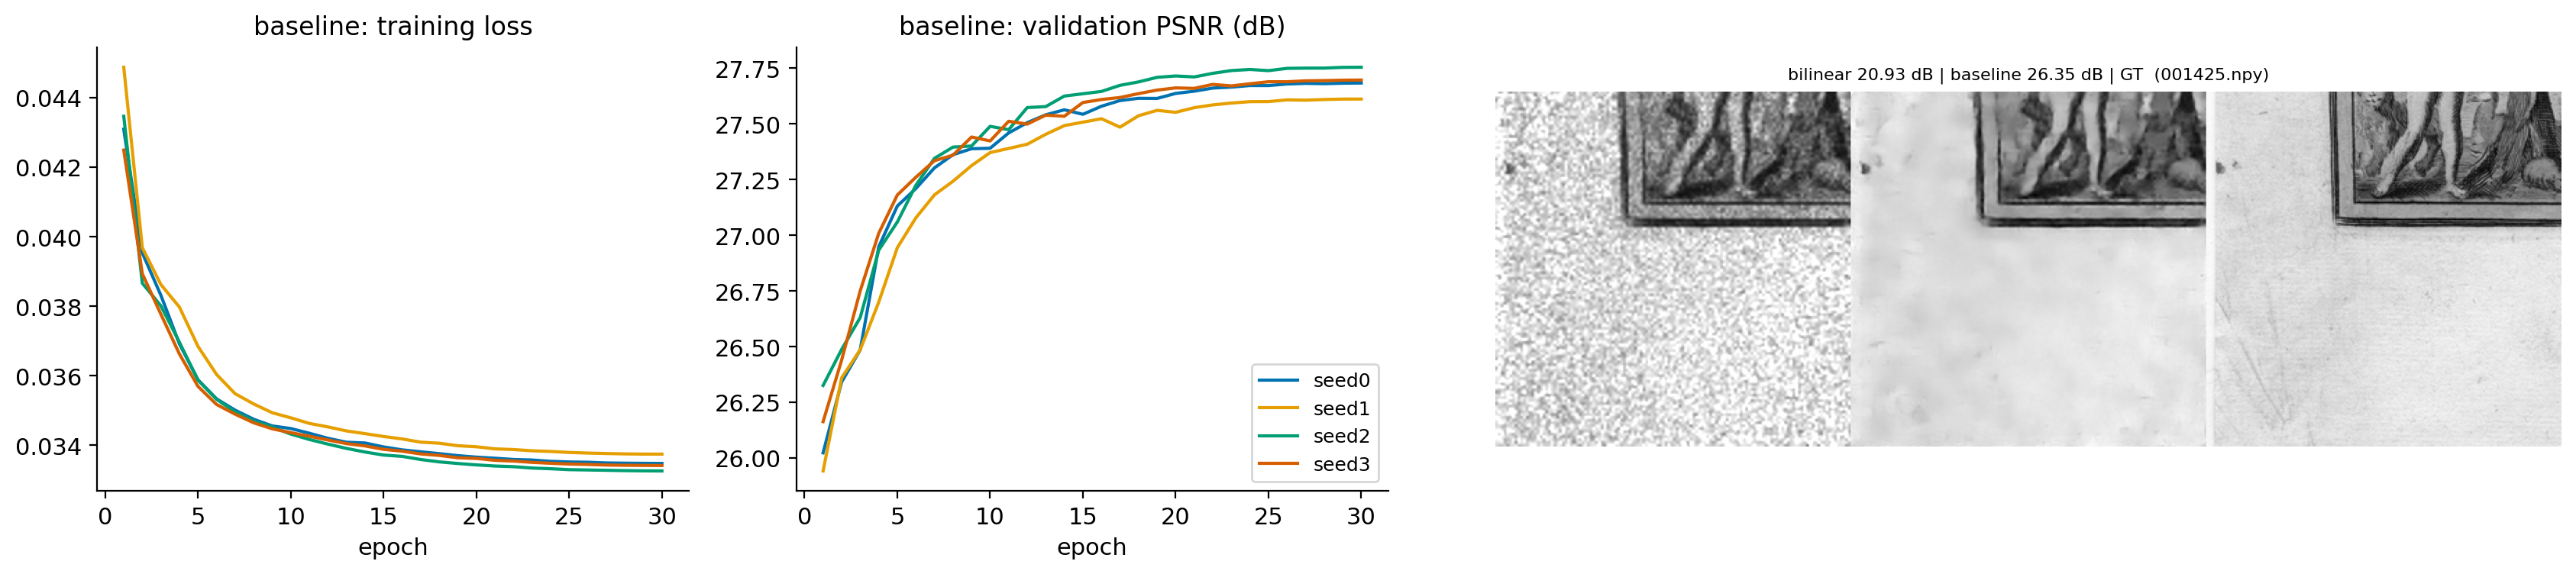 baseline: training loss
0.044
0.042
0.040
0.038
0.036
0.034
0 5 10 15 20 25 30
epoch
baseline: validation PSNR (dB)
27.75
27.50
27.25
27.00
26.75
26.50
26.25
26.00
seed0
seed1
seed2
seed3
0 5 10 15 20 25 30
epoch
bilinear 20.93 dB | baseline 26.35 dB | GT (001425.npy)